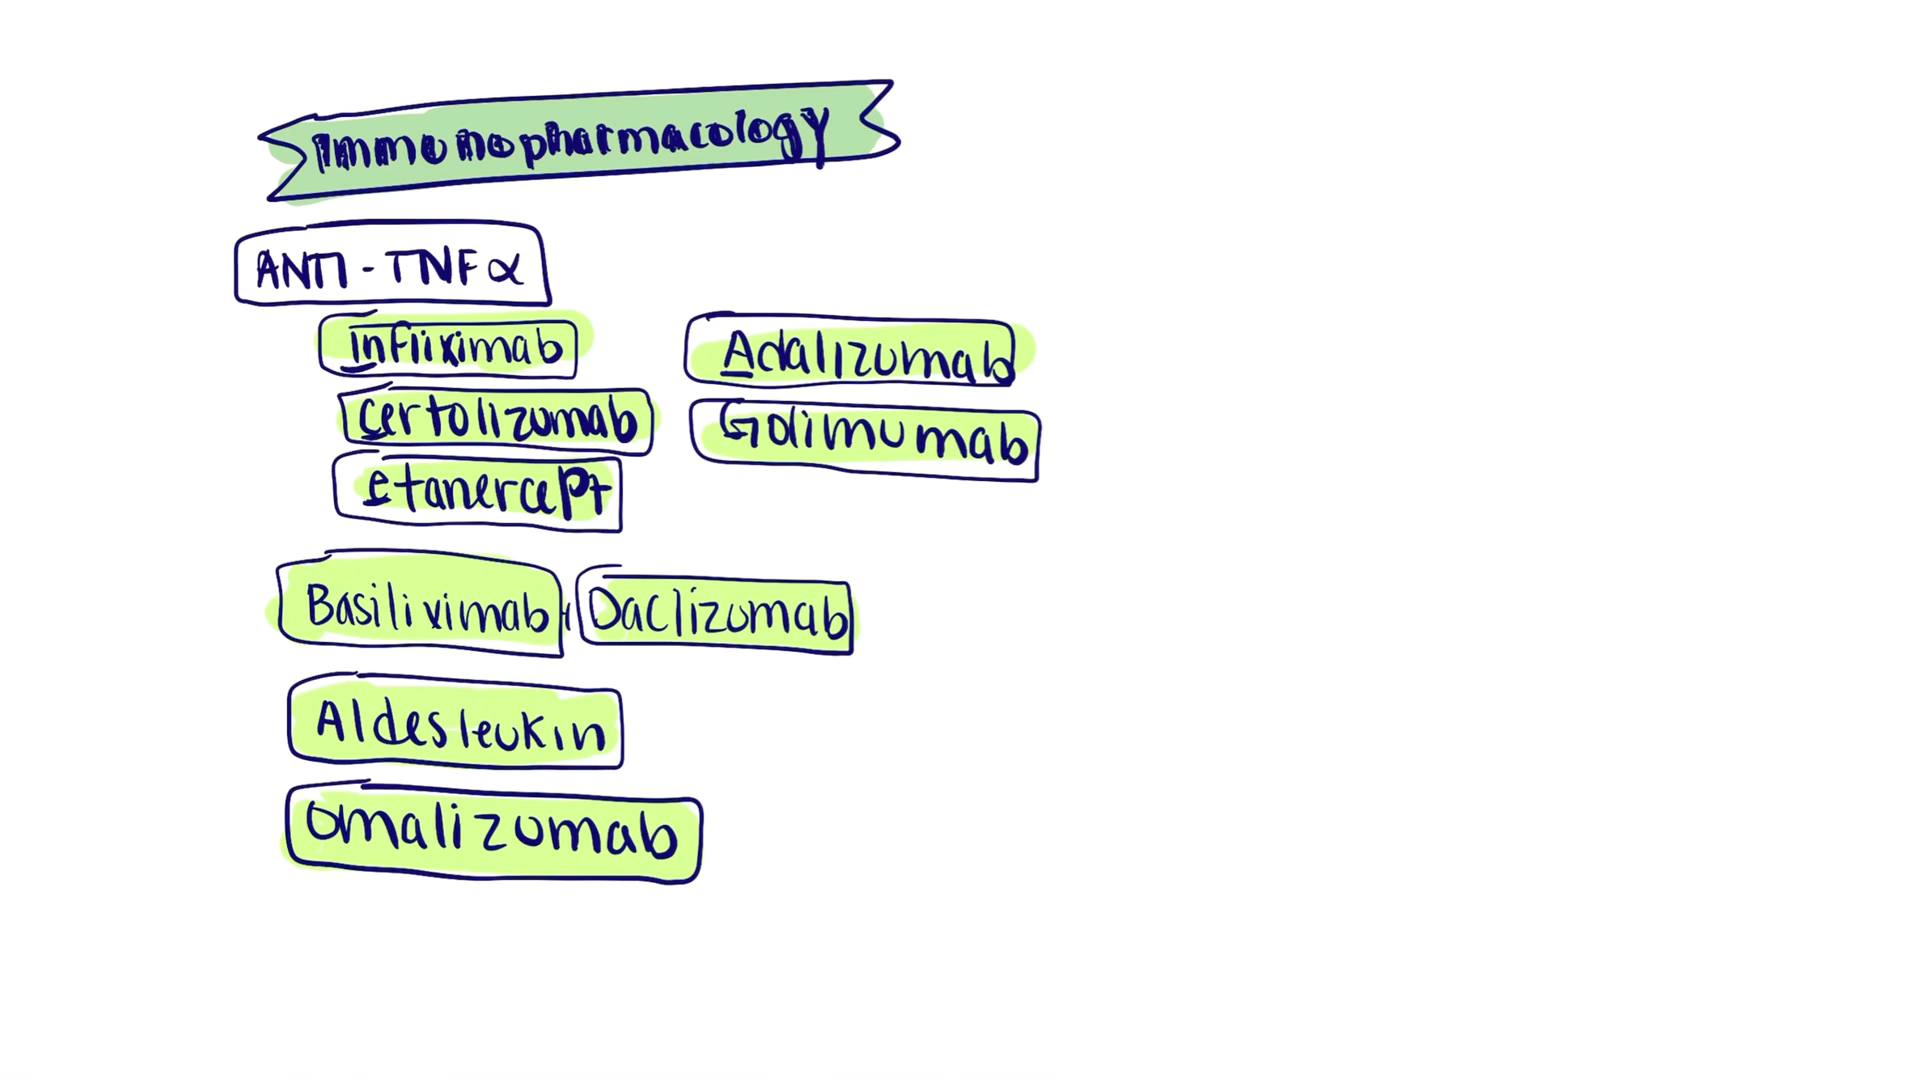 Immunopharmacology
ANTI-TNFα
Infliximab
Adalizumab
certolizumab
Golimumab
etanercept
Basiliximab + Daclizumab
Aldesleukin
omalizumab